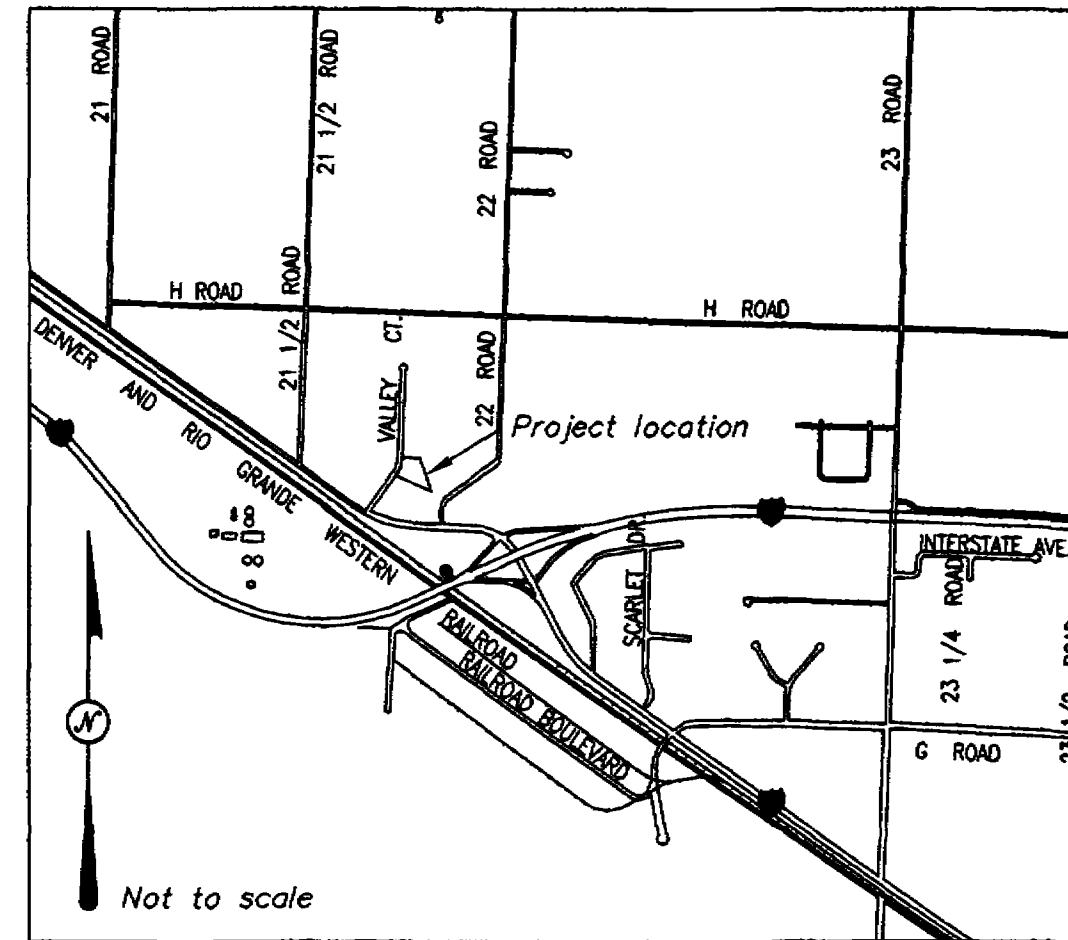 21 ROAD
21 1/2 ROAD
22 ROAD
23 ROAD
H ROAD
21 1/2 ROAD
H ROAD
DENVER AND RIO GRANDE WESTERN RAILROAD
VALLEY CT.
22 ROAD
Project location
INTERSTATE AVE
SCARLET DR
23 1/4 ROAD
RAILROAD BOULEVARD
G ROAD
N
Not to scale